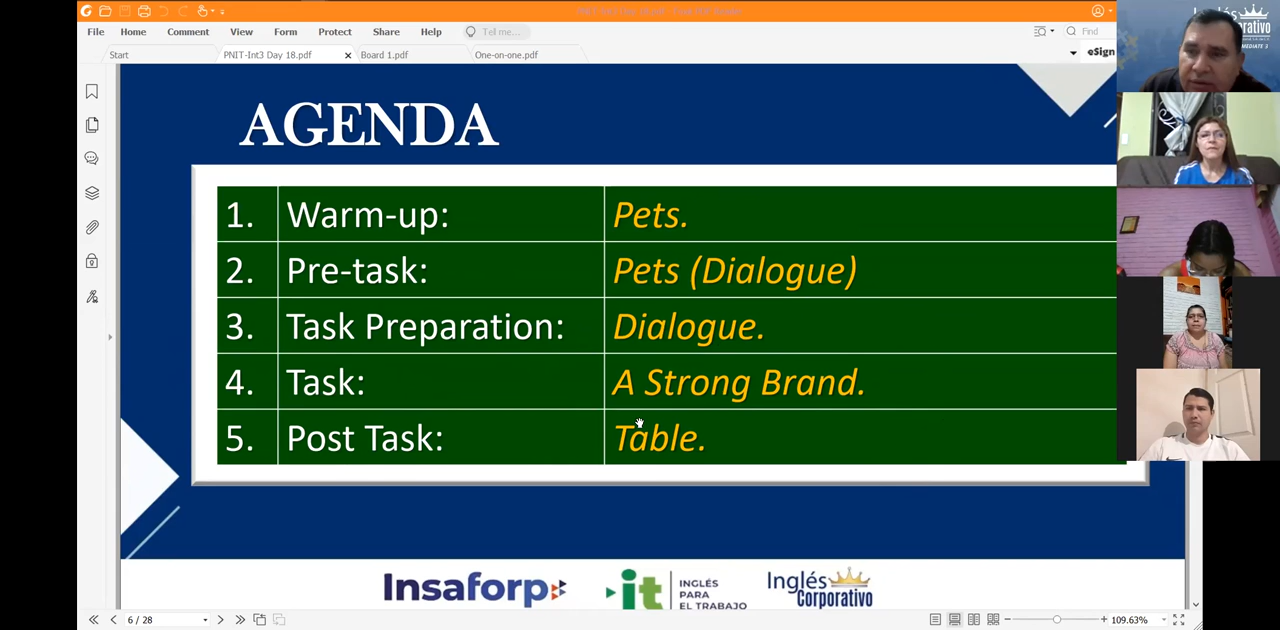 File Home Comment View Form Protect Share Help Tell me... Find
Start PNIT-Int3 Day 18.pdf Board 1.pdf One-on-one.pdf eSign
Inglés
AGENDA
1. Warm-up: Pets.
2. Pre-task: Pets (Dialogue)
3. Task Preparation: Dialogue.
4. Task: A Strong Brand.
5. Post Task: Table.
Insaforp it INGLÉS PARA EL TRABAJO Inglés Corporativo
6 / 28 109.63%